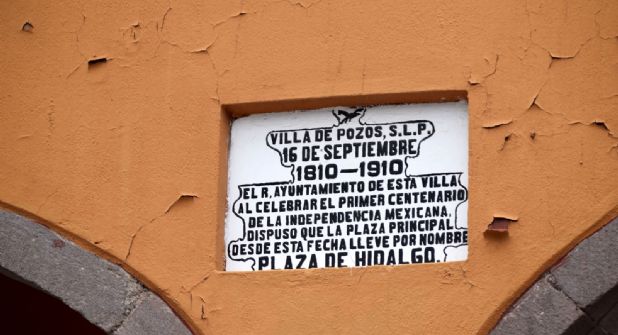 VILLA DE POZOS, S.L.P.
16 DE SEPTIEMBRE
1810—1910
EL R. AYUNTAMIENTO DE ESTA VILLA
AL CELEBRAR EL PRIMER CENTENARIO
DE LA INDEPENDENCIA MEXICANA,
DISPUSO QUE LA PLAZA PRINCIPAL
DESDE ESTA FECHA LLEVE POR NOMBRE
PLAZA DE HIDALGO.